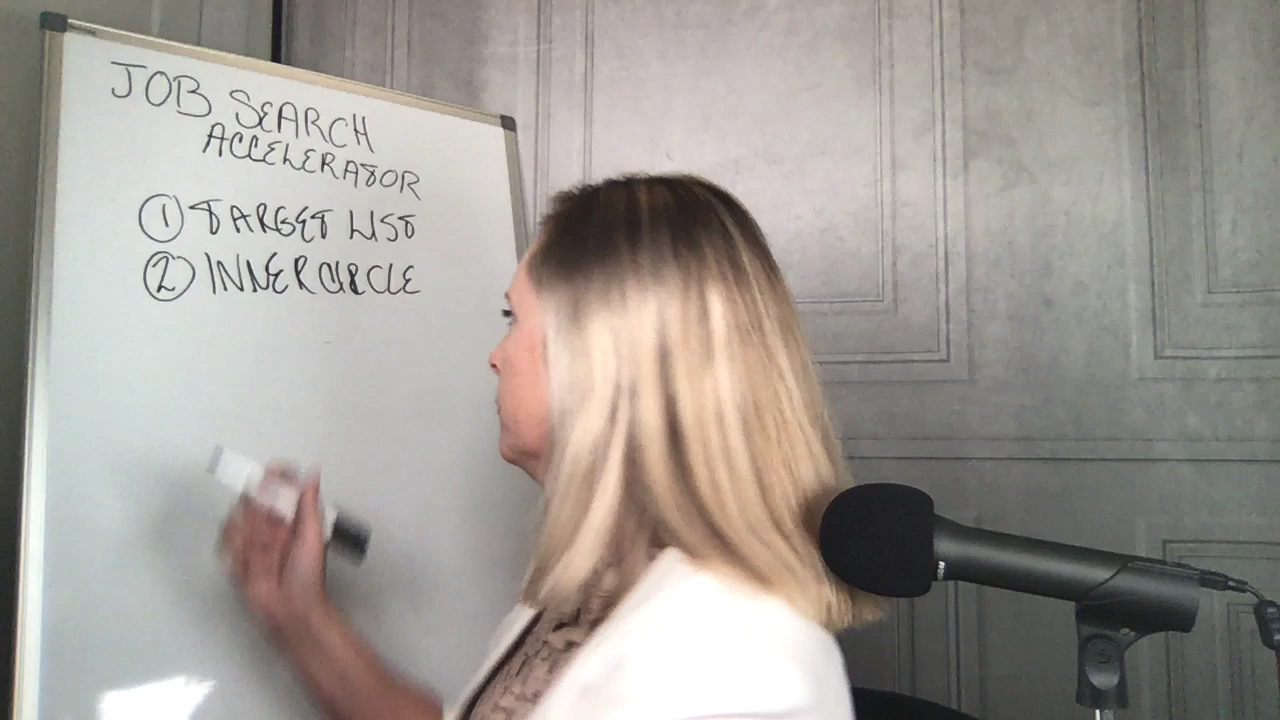 JOB SEARCH
ACCELERATOR
① TARGET LIST
② INNER CIRCLE